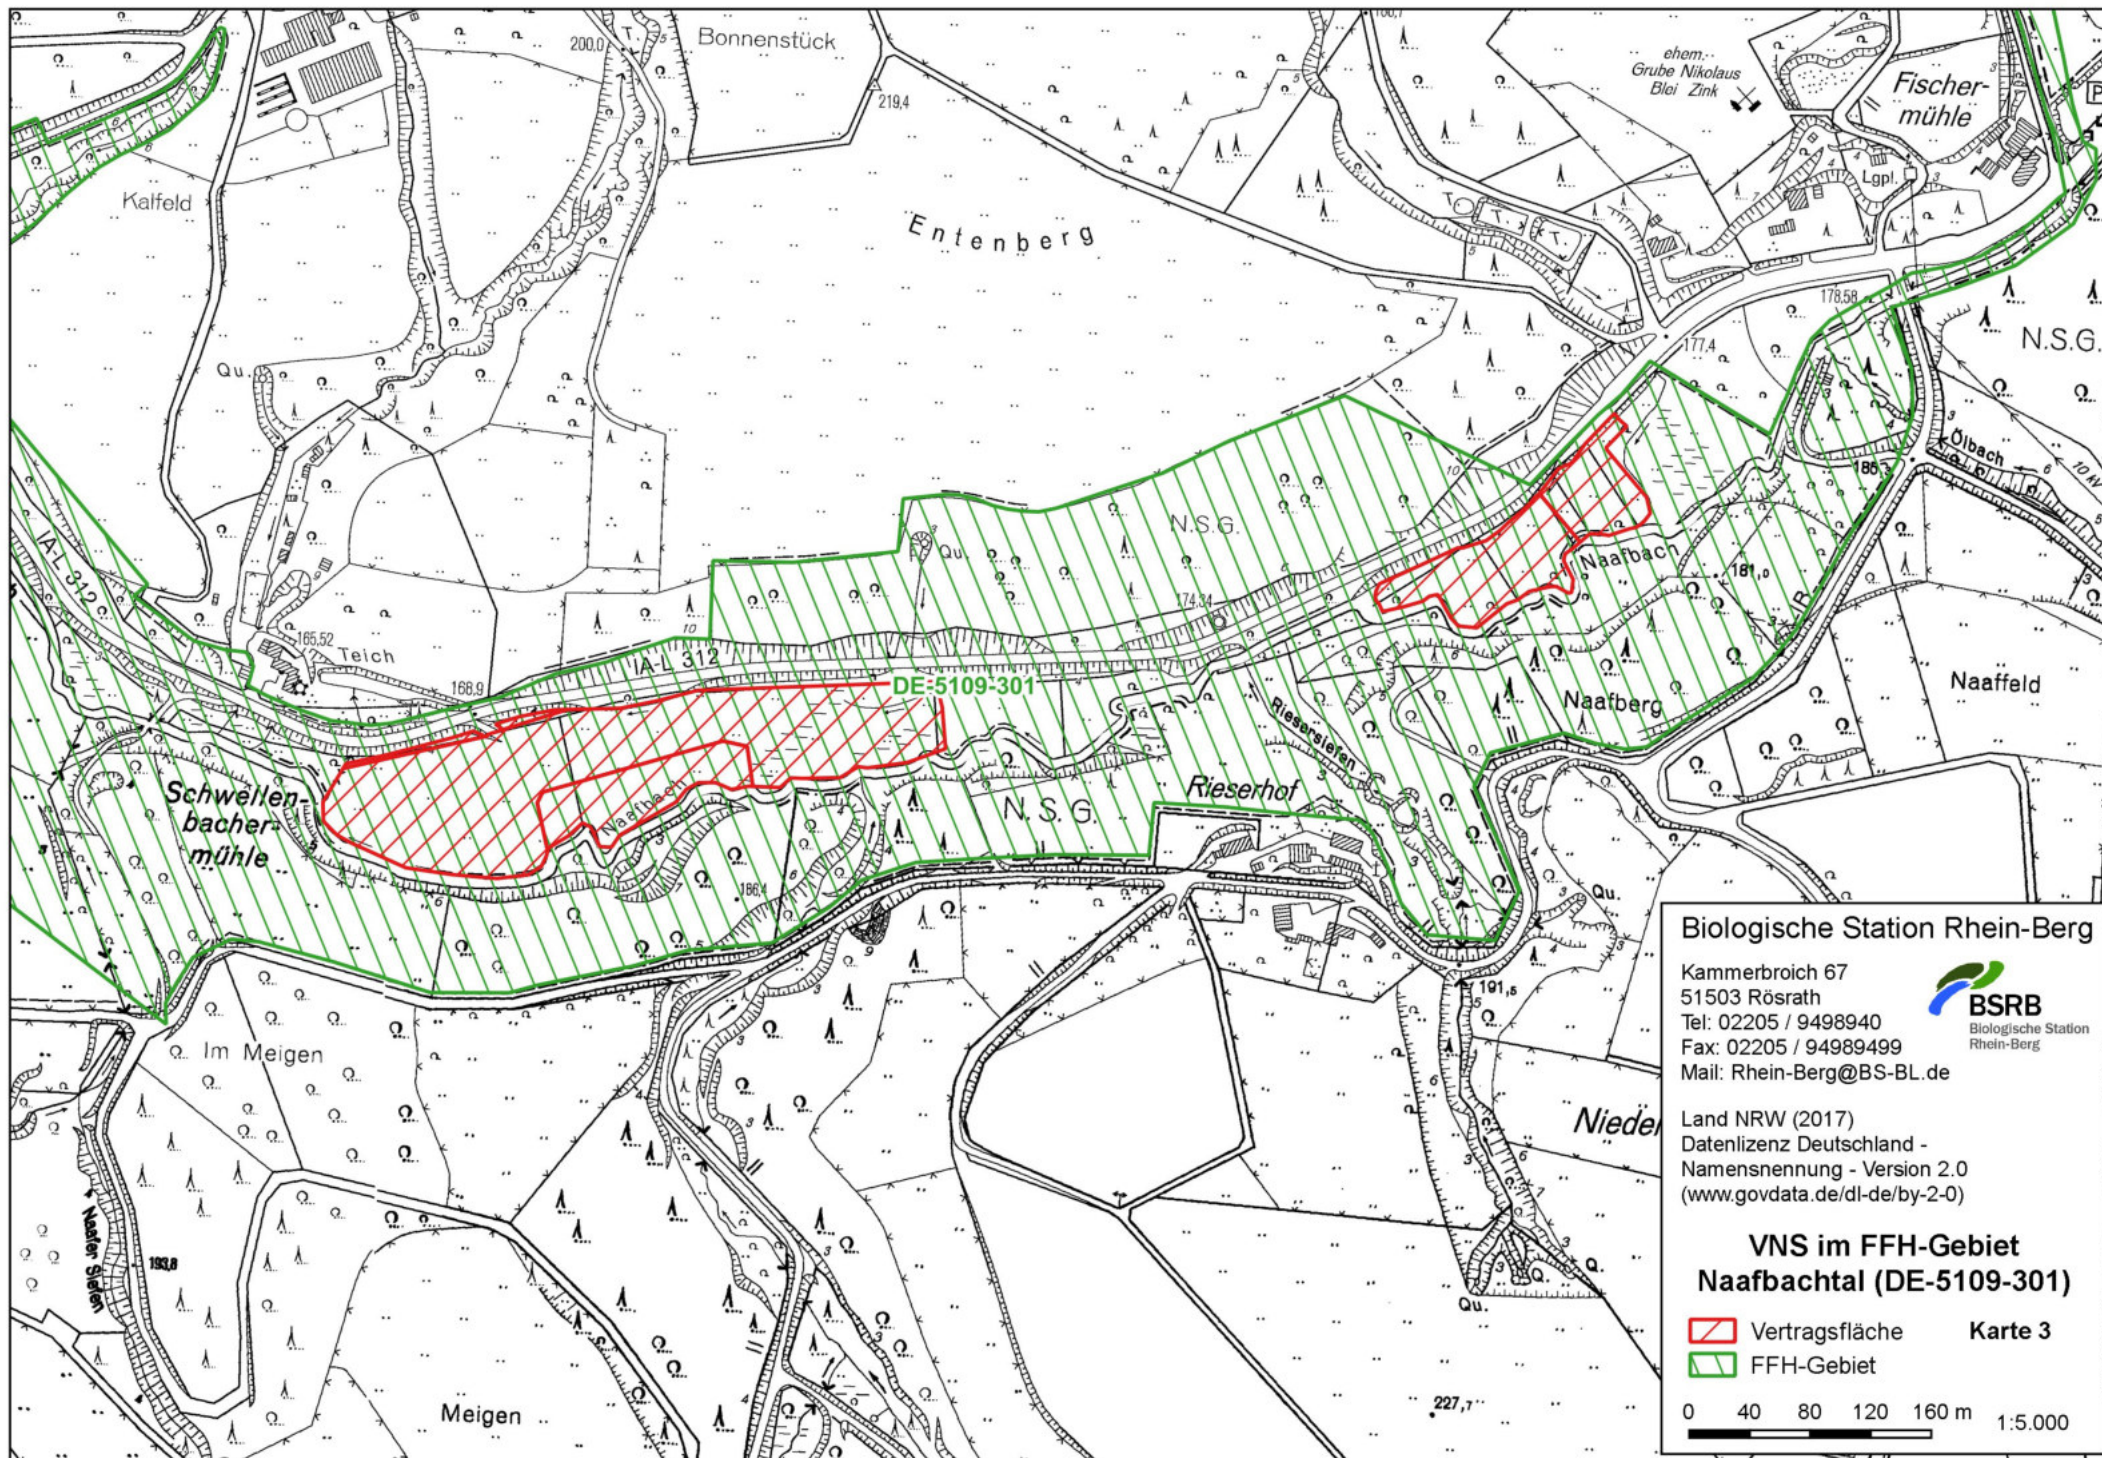 Bonnenstück
200,0
T.
219,4
ehem.
Grube Nikolaus
Blei Zink
Fischer-
mühle
P
Kalfeld
Lgpl.
T.
T.
T.
Entenberg
178,58
N.S.G.
177,4
Qu.
Ölbach
185,3
10 kV
N.S.G.
Qu.
Naafbach
181,0
IA-L 312
174,34
165,52
Teich
IA-L 312
168,9
DE-5109-301
Riesersiefen
Naafberg
Naaffeld
Schwellen-
bacher-
mühle
Naafbach
N.S.G.
Rieserhof
186,4
Qu.
191,5
Im Meigen
Nieder
Naafer Siefen
193,8
Q.
Q.
Qu.
Meigen
227,7
Biologische Station Rhein-Berg
Kammerbroich 67
51503 Rösrath
Tel: 02205 / 9498940
Fax: 02205 / 94989499
Mail: Rhein-Berg@BS-BL.de
BSRB
Biologische Station
Rhein-Berg
Land NRW (2017)
Datenlizenz Deutschland -
Namensnennung - Version 2.0
(www.govdata.de/dl-de/by-2-0)
VNS im FFH-Gebiet
Naafbachtal (DE-5109-301)
Vertragsfläche
Karte 3
FFH-Gebiet
0 40 80 120 160 m
1:5.000